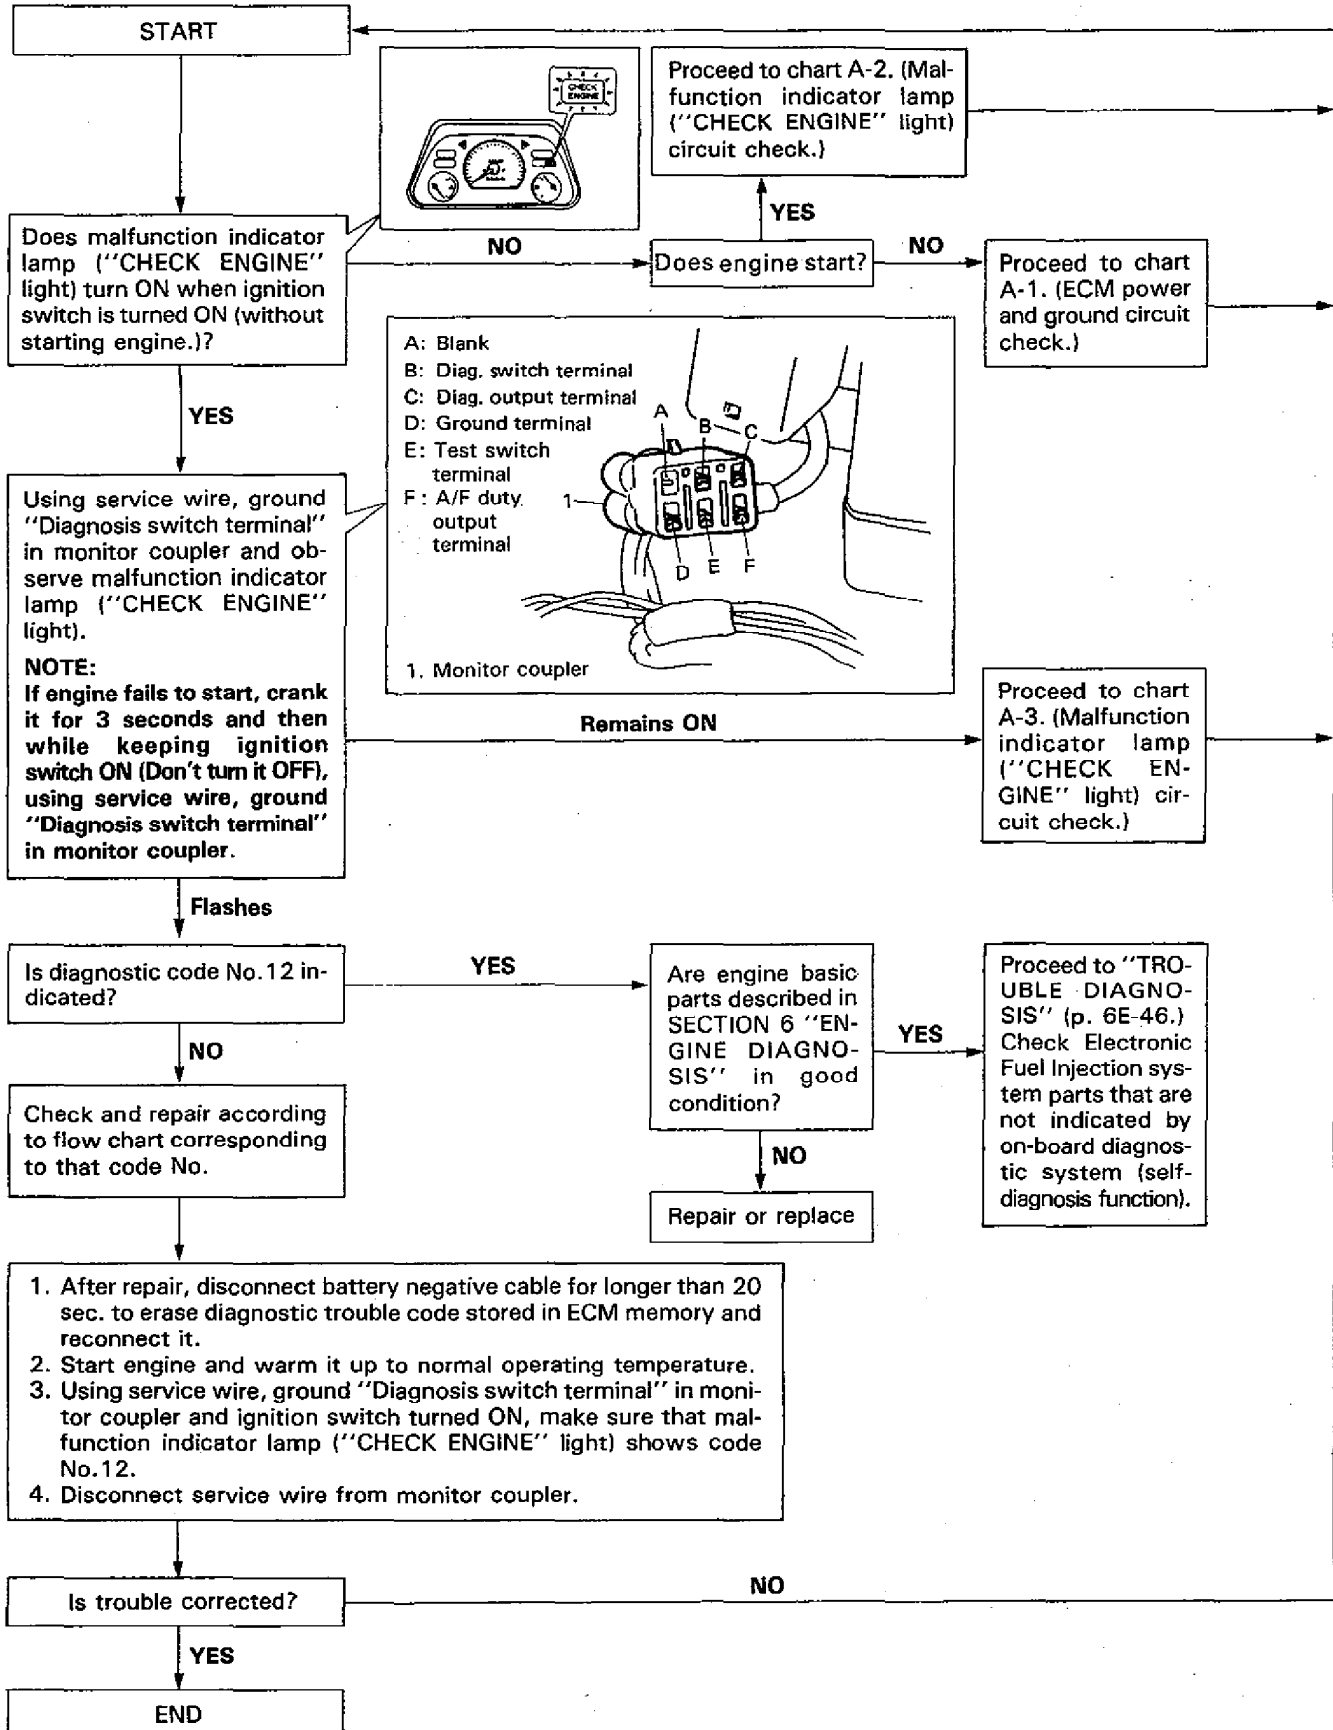 START
CHECK
ENGINE
Proceed to chart A-2. (Mal-
function indicator lamp
(''CHECK ENGINE'' light)
circuit check.)
YES
Does malfunction indicator
lamp (''CHECK ENGINE''
light) turn ON when ignition
switch is turned ON (without
starting engine.)?
NO
Does engine start?
NO
Proceed to chart
A-1. (ECM power
and ground circuit
check.)
YES
A: Blank
B: Diag. switch terminal
C: Diag. output terminal
D: Ground terminal
E: Test switch
terminal
F: A/F duty
output
terminal
A
B
C
1
D
E
F
1. Monitor coupler
Using service wire, ground
''Diagnosis switch terminal''
in monitor coupler and ob-
serve malfunction indicator
lamp (''CHECK ENGINE''
light).
NOTE:
If engine fails to start, crank
it for 3 seconds and then
while keeping ignition
switch ON (Don't turn it OFF),
using service wire, ground
''Diagnosis switch terminal''
in monitor coupler.
Remains ON
Proceed to chart
A-3. (Malfunction
indicator lamp
(''CHECK EN-
GINE'' light) cir-
cuit check.)
Flashes
Is diagnostic code No.12 in-
dicated?
YES
Are engine basic
parts described in
SECTION 6 ''EN-
GINE DIAGNO-
SIS'' in good
condition?
YES
Proceed to ''TRO-
UBLE DIAGNO-
SIS'' (p. 6E-46.)
Check Electronic
Fuel Injection sys-
tem parts that are
not indicated by
on-board diagnos-
tic system (self-
diagnosis function).
NO
Check and repair according
to flow chart corresponding
to that code No.
NO
Repair or replace
1. After repair, disconnect battery negative cable for longer than 20
sec. to erase diagnostic trouble code stored in ECM memory and
reconnect it.
2. Start engine and warm it up to normal operating temperature.
3. Using service wire, ground ''Diagnosis switch terminal'' in moni-
tor coupler and ignition switch turned ON, make sure that mal-
function indicator lamp (''CHECK ENGINE'' light) shows code
No.12.
4. Disconnect service wire from monitor coupler.
Is trouble corrected?
NO
YES
END